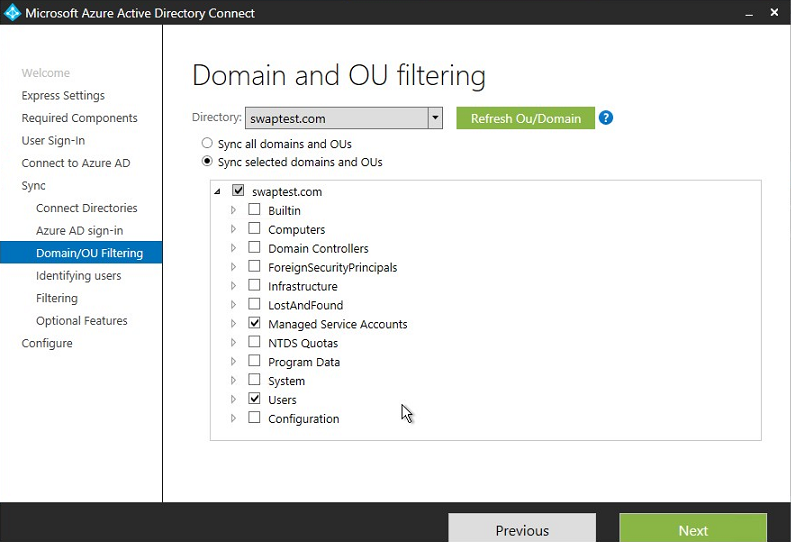 Microsoft Azure Active Directory Connect
Welcome
Express Settings
Required Components
User Sign-In
Connect to Azure AD
Sync
Connect Directories
Azure AD sign-in
Domain/OU Filtering
Identifying users
Filtering
Optional Features
Configure
Domain and OU filtering
Directory: swaptest.com Refresh Ou/Domain ?
Sync all domains and OUs
Sync selected domains and OUs
swaptest.com
Builtin
Computers
Domain Controllers
ForeignSecurityPrincipals
Infrastructure
LostAndFound
Managed Service Accounts
NTDS Quotas
Program Data
System
Users
Configuration
Previous Next